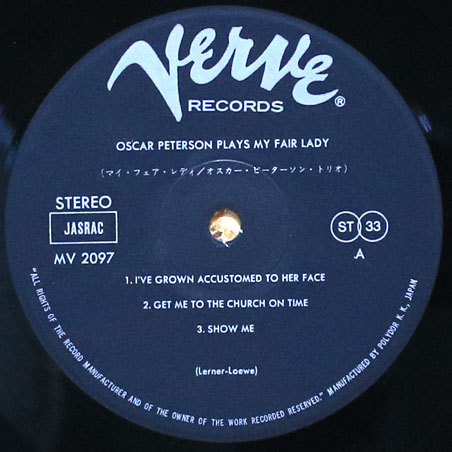 Verve
RECORDS ®
OSCAR PETERSON PLAYS MY FAIR LADY
(マイ・フェア・レディ/オスカー・ピーターソン・トリオ)
STEREO
JASRAC
MV 2097
ST 33
A
1. I'VE GROWN ACCUSTOMED TO HER FACE
2. GET ME TO THE CHURCH ON TIME
3. SHOW ME
(Lerner-Loewe)
"ALL RIGHTS OF THE RECORD MANUFACTURER AND OF THE OWNER OF THE WORK RECORDED RESERVED." MANUFACTURED BY POLYDOR K. K., JAPAN